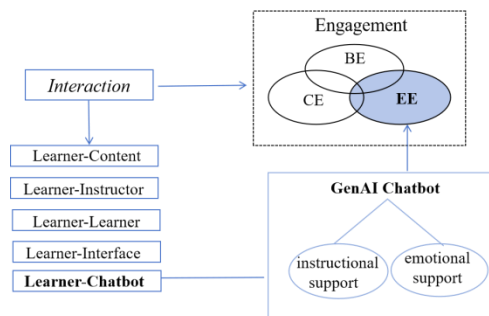 Engagement
BE
CE
EE
Interaction
Learner-Content
Learner-Instructor
Learner-Learner
Learner-Interface
Learner-Chatbot
GenAI Chatbot
instructional
support
emotional
support